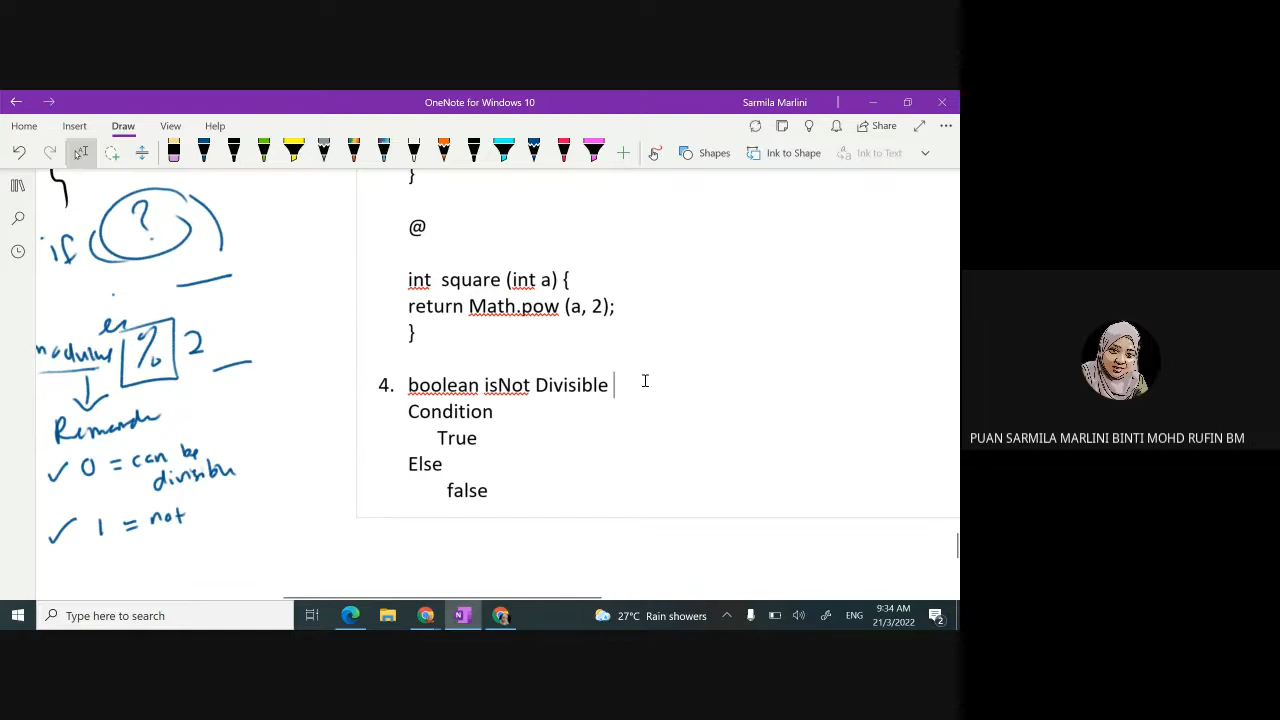 OneNote for Windows 10
Sarmila Marlini
Home
Insert
Draw
View
Help
Share
Shapes
Ink to Shape
Ink to Text
}
@
int square (int a) {
return Math.pow (a, 2);
}
4. boolean isNot Divisible
Condition
True
Else
false
if ( ? )
% 2
✓ 0 = can be
✓ 1 = not
PUAN SARMILA MARLINI BINTI MOHD RUFIN BM
Type here to search
27°C Rain showers
ENG
9:34 AM
21/3/2022
2